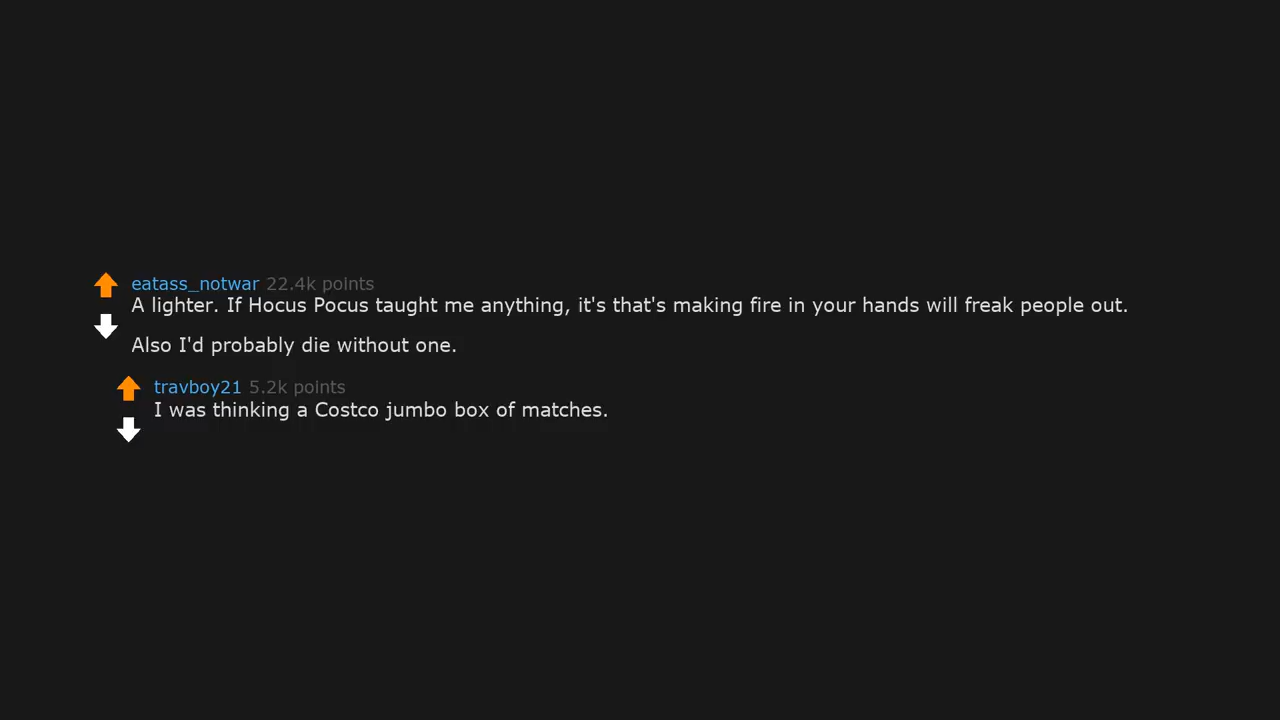 eatass_notwar 22.4k points
A lighter. If Hocus Pocus taught me anything, it's that's making fire in your hands will freak people out.
Also I'd probably die without one.
travboy21 5.2k points
I was thinking a Costco jumbo box of matches.